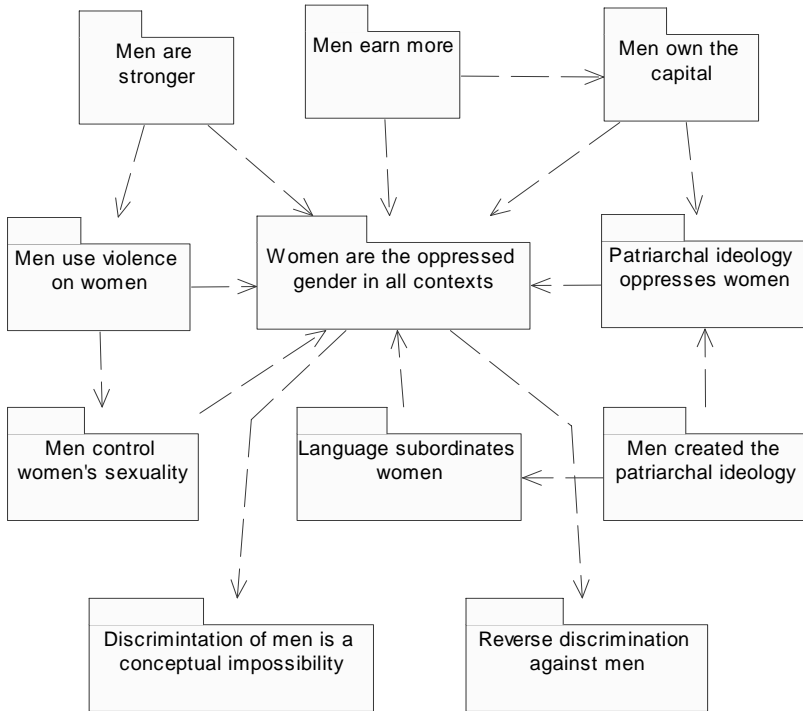 Men are
stronger
Men earn more
Men own the
capital
Men use violence
on women
Women are the oppressed
gender in all contexts
Patriarchal ideology
oppresses women
Men control
women's sexuality
Language subordinates
women
Men created the
patriarchal ideology
Discrimintation of men is a
conceptual impossibility
Reverse discrimination
against men